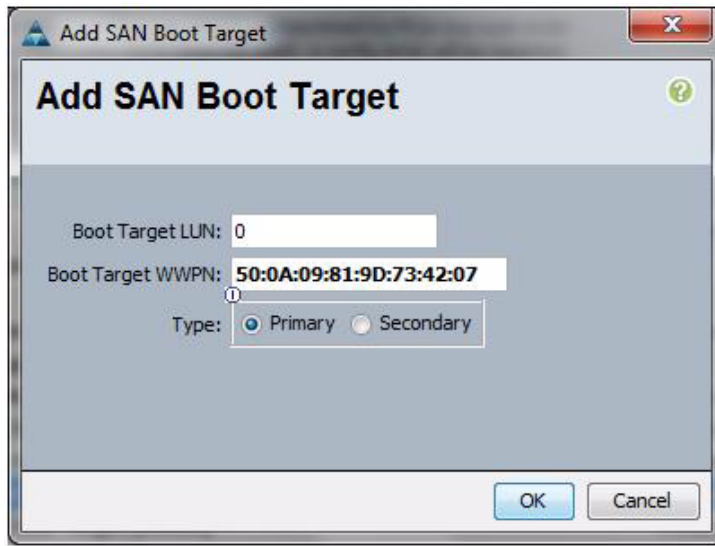 Add SAN Boot Target
Add SAN Boot Target
Boot Target LUN: 0
Boot Target WWPN: 50:0A:09:81:9D:73:42:07
Type: Primary Secondary
OK Cancel